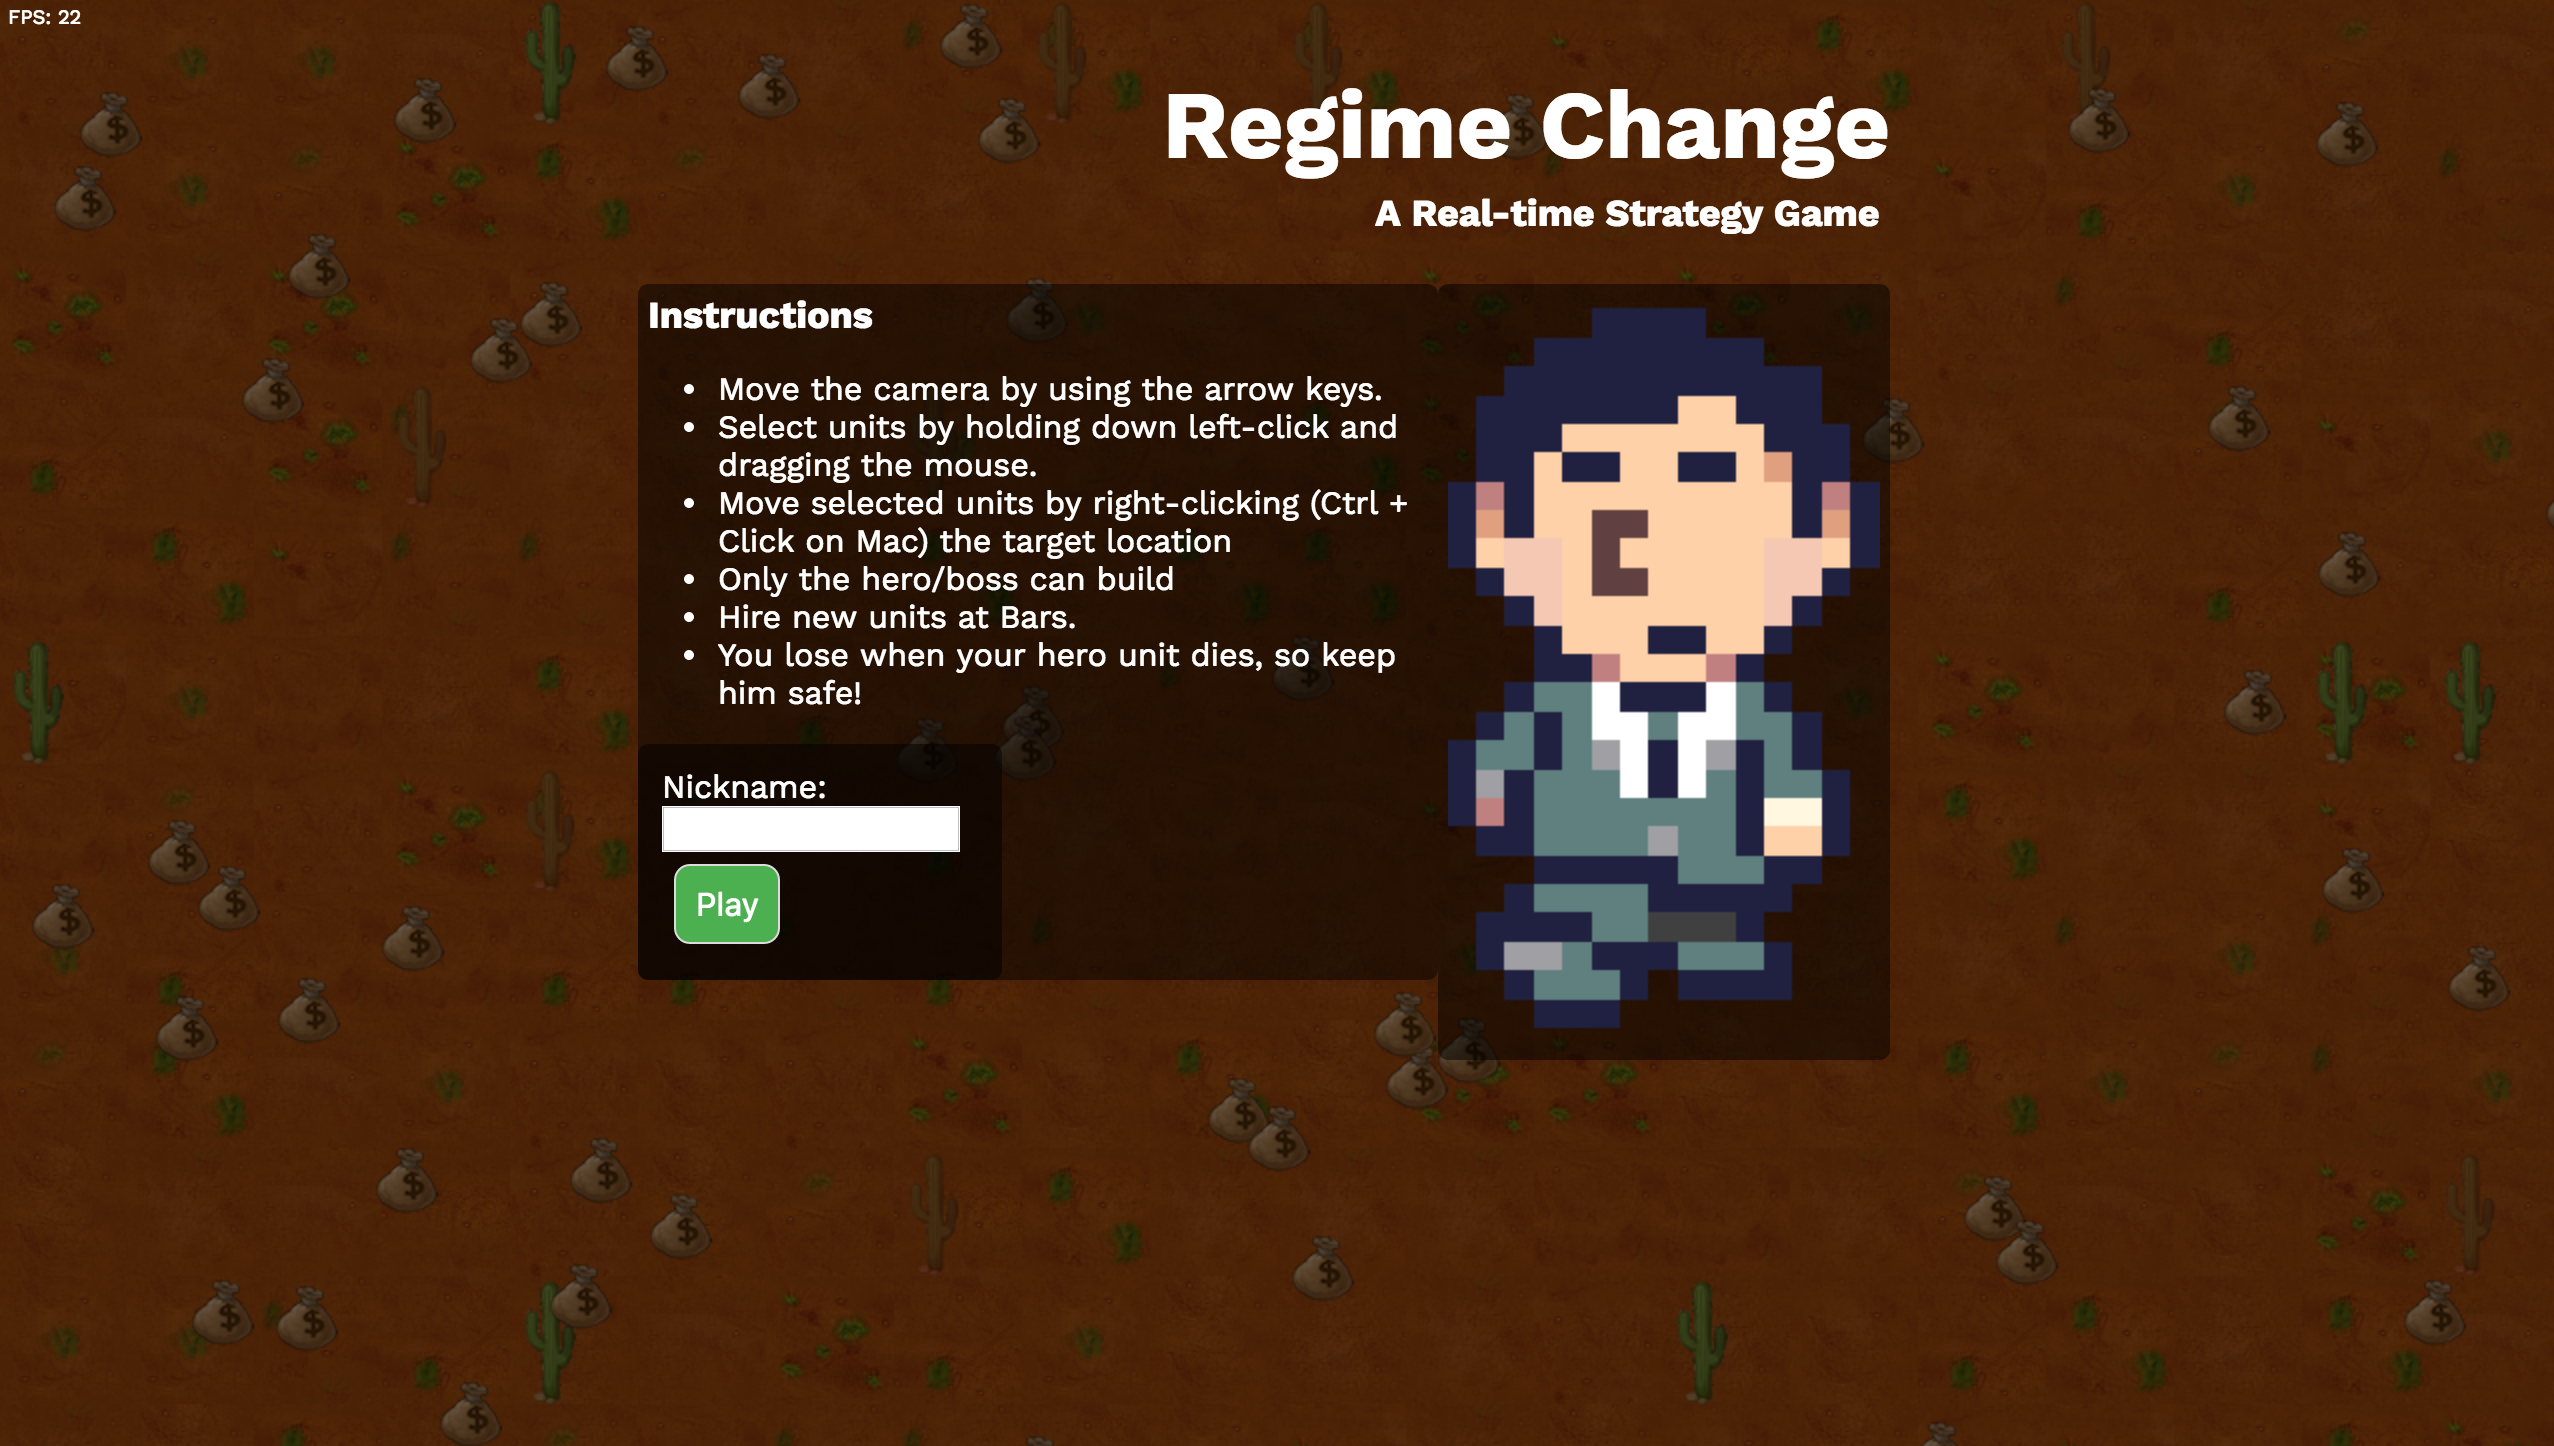 FPS: 22
Regime Change
A Real-time Strategy Game
Instructions
• Move the camera by using the arrow keys.
• Select units by holding down left-click and
dragging the mouse.
• Move selected units by right-clicking (Ctrl +
Click on Mac) the target location
• Only the hero/boss can build
• Hire new units at Bars.
• You lose when your hero unit dies, so keep
him safe!
Nickname:
Play